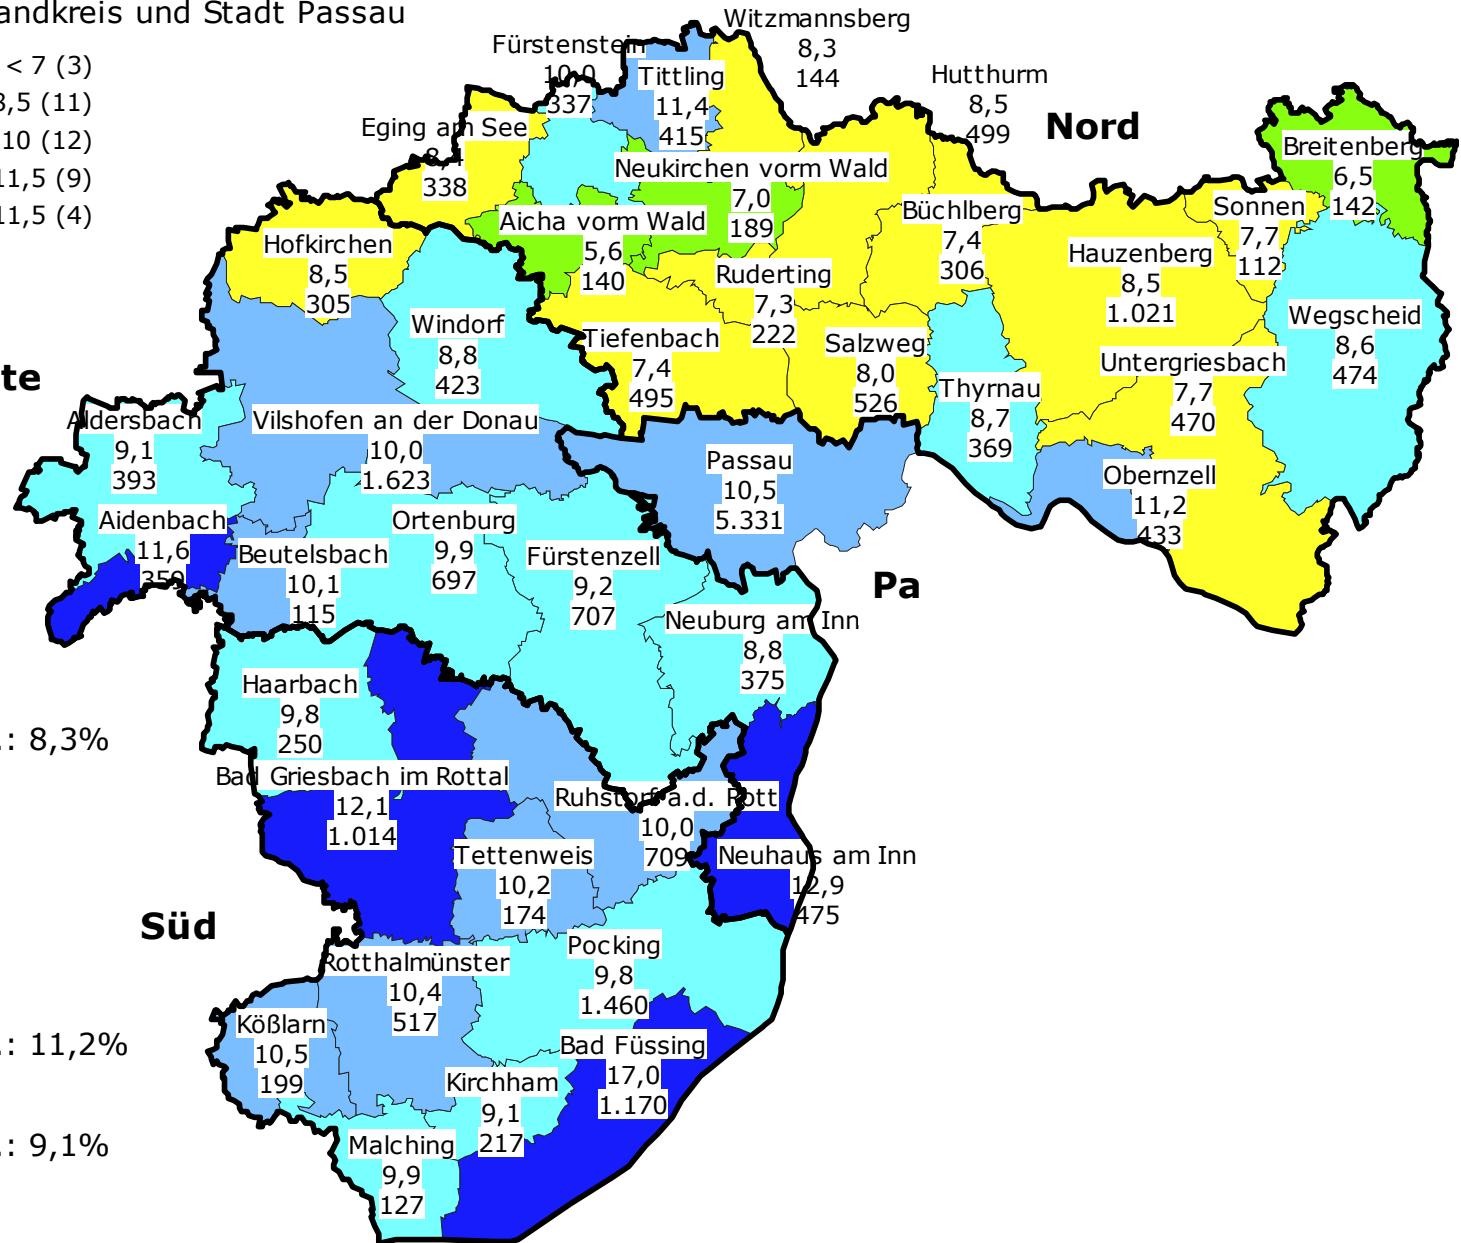 andkreis und Stadt Passau
< 7 (3)
8,5 (11)
10 (12)
11,5 (9)
11,5 (4)
Witzmannsberg
8,3
144
Fürstenstein
10,0
337
Tittling
11,4
415
Hutthurm
8,5
499
Nord
Eging am See
338
Breitenberg
6,5
142
Neukirchen vorm Wald
7,0
189
Aicha vorm Wald
5,6
140
Büchlberg
7,4
306
Sonnen
7,7
112
Hofkirchen
8,5
305
Hauzenberg
8,5
1.021
Ruderting
7,3
222
Windorf
8,8
423
Wegscheid
8,6
474
Tiefenbach
7,4
495
Salzweg
8,0
526
Untergriesbach
7,7
470
te
Thyrnau
8,7
369
Aldersbach
9,1
393
Vilshofen an der Donau
10,0
1.623
Passau
10,5
5.331
Obernzell
11,2
433
Aidenbach
11,6
359
Ortenburg
9,9
697
Beutelsbach
10,1
115
Fürstenzell
9,2
707
Pa
Neuburg am Inn
8,8
375
Haarbach
9,8
250
.: 8,3%
Bad Griesbach im Rottal
12,1
1.014
Ruhstorf a.d. Rott
10,0
709
Tettenweis
10,2
174
Neuhaus am Inn
12,9
475
Süd
Pocking
9,8
1.460
Rotthalmünster
10,4
517
Kößlarn
10,5
199
.: 11,2%
Bad Füssing
17,0
1.170
Kirchham
9,1
217
.: 9,1%
Malching
9,9
127